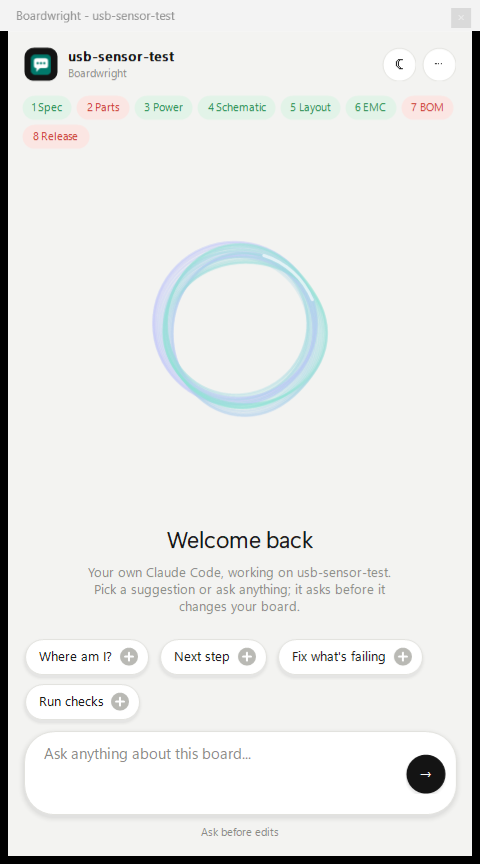 Boardwright - usb-sensor-test
usb-sensor-test
Boardwright
1 Spec 2 Parts 3 Power 4 Schematic 5 Layout 6 EMC 7 BOM
8 Release
Welcome back
Your own Claude Code, working on usb-sensor-test.
Pick a suggestion or ask anything; it asks before it
changes your board.
Where am I? Next step Fix what's failing
Run checks
Ask anything about this board...
Ask before edits